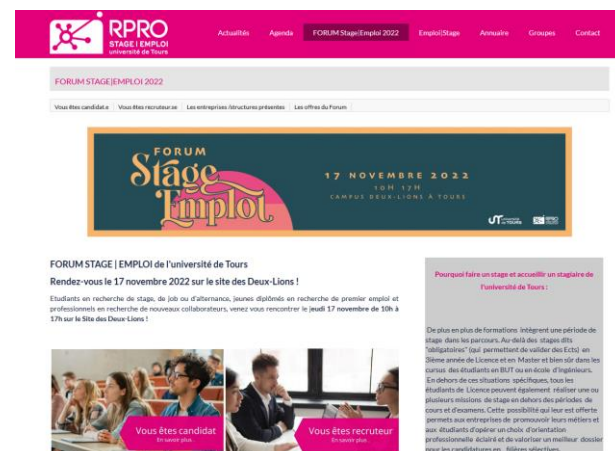 RPRO
STAGE I EMPLOI
université de Tours
Actualités
Agenda
FORUM Stage|Emploi 2022
Emploi|Stage
Annuaire
Groupes
Contact
FORUM STAGE|EMPLOI 2022
Vous êtes candidat.e
Vous êtes recruteur.se
Les entreprises /structures présentes
Les offres du Forum
FORUM
Stage
Emploi
17 NOVEMBRE 2022
10H 17H
CAMPUS DEUX-LIONS À TOURS
UT université de TOURS
RPRO
FORUM STAGE | EMPLOI de l'université de Tours
Rendez-vous le 17 novembre 2022 sur le site des Deux-Lions !
Etudiants en recherche de stage, de job ou d'alternance, jeunes diplômés en recherche de premier emploi et
professionnels en recherche de nouveaux collaborateurs, venez vous rencontrer le jeudi 17 novembre de 10h à
17h sur le Site des Deux-Lions !
Vous êtes candidat
En savoir plus
Vous êtes recruteur
En savoir plus
Pourquoi faire un stage et accueillir un stagiaire de
l'université de Tours :
De plus en plus de formations intègrent une période de
stage dans les parcours. Au-delà des stages dits
"obligatoires" (qui permettent de valider des Ects) en
3ième année de Licence et en Master et bien sûr dans les
cursus des étudiants en BUT ou en école d'ingénieurs.
En dehors de ces situations spécifiques, tous les
étudiants de Licence peuvent également réaliser une ou
plusieurs missions de stage en dehors des périodes de
cours et d'examens. Cette possibilité qui leur est offerte
permets aux entreprises de promouvoir leurs métiers et
aux étudiants d'opérer un choix d'orientation
professionnelle éclairé et de valoriser un meilleur dossier
pour les candidatures en filières sélectives.